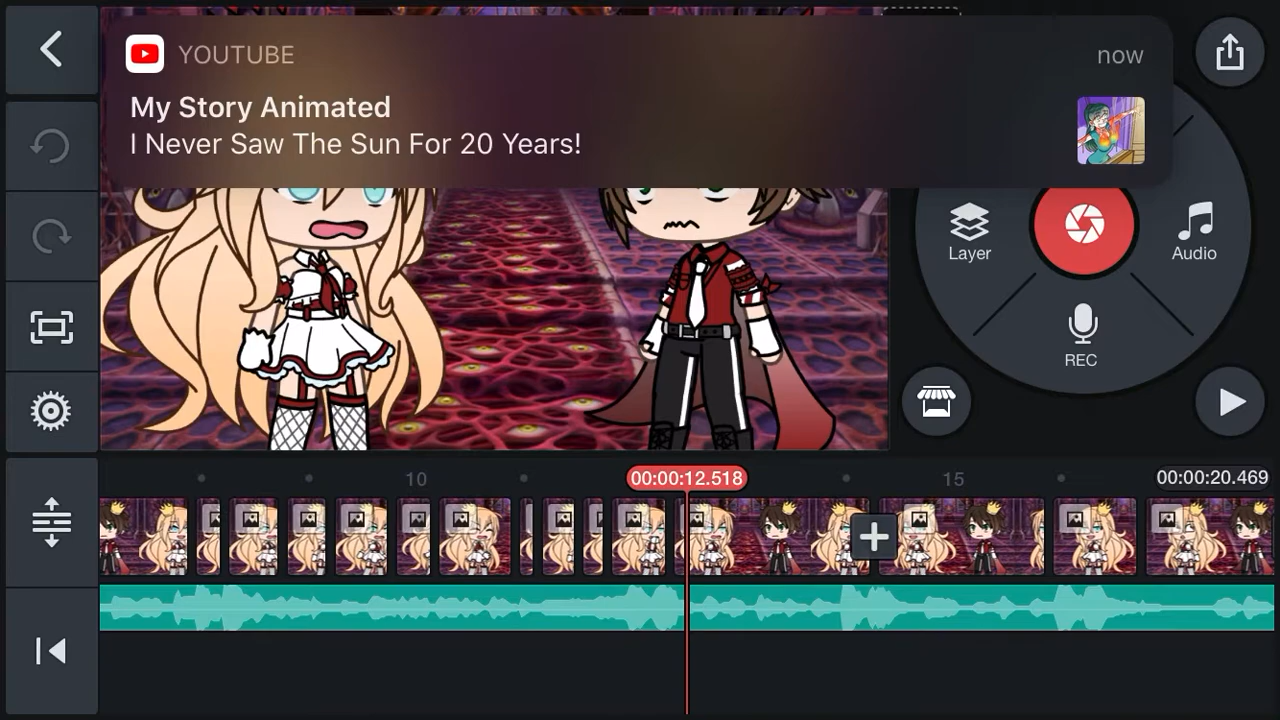 YOUTUBE
now
My Story Animated
I Never Saw The Sun For 20 Years!
Layer
Audio
REC
10
00:00:12.518
15
00:00:20.469